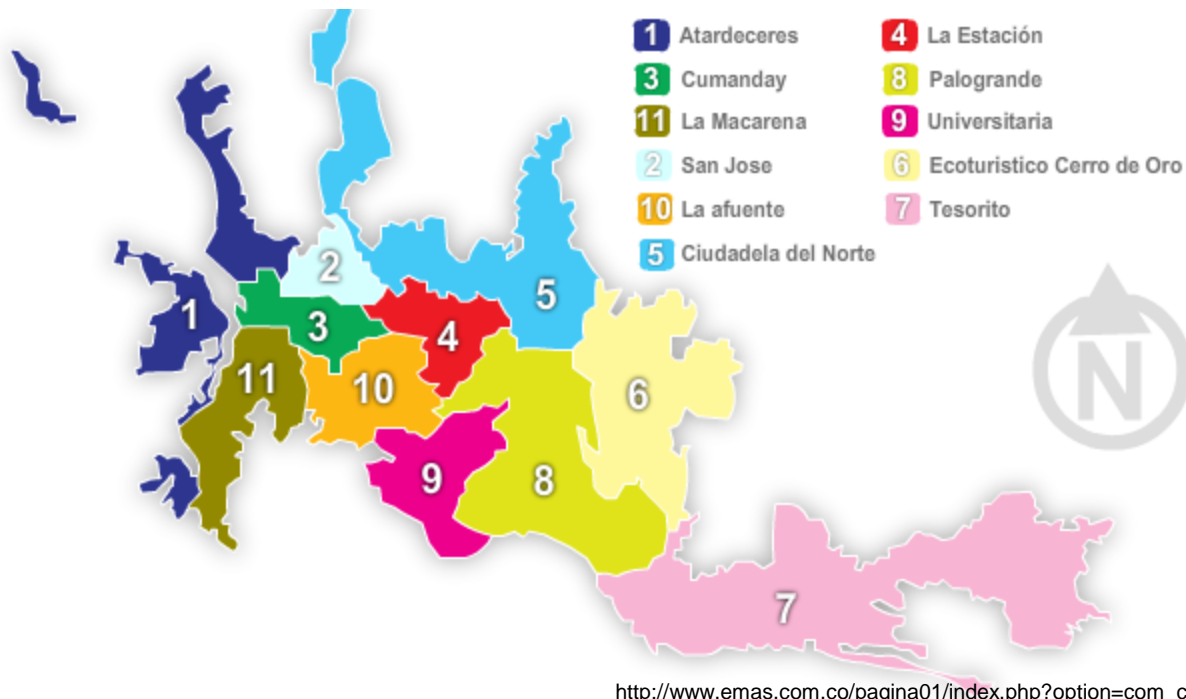 1 Atardeceres
3 Cumanday
11 La Macarena
2 San Jose
10 La afuente
5 Ciudadela del Norte
4 La Estación
8 Palogrande
9 Universitaria
6 Ecoturistico Cerro de Oro
7 Tesorito
2
5
1
3
4
11
10
6
N
9
8
7
http://www.emas.com.co/pagina01/index.php?option=com_c